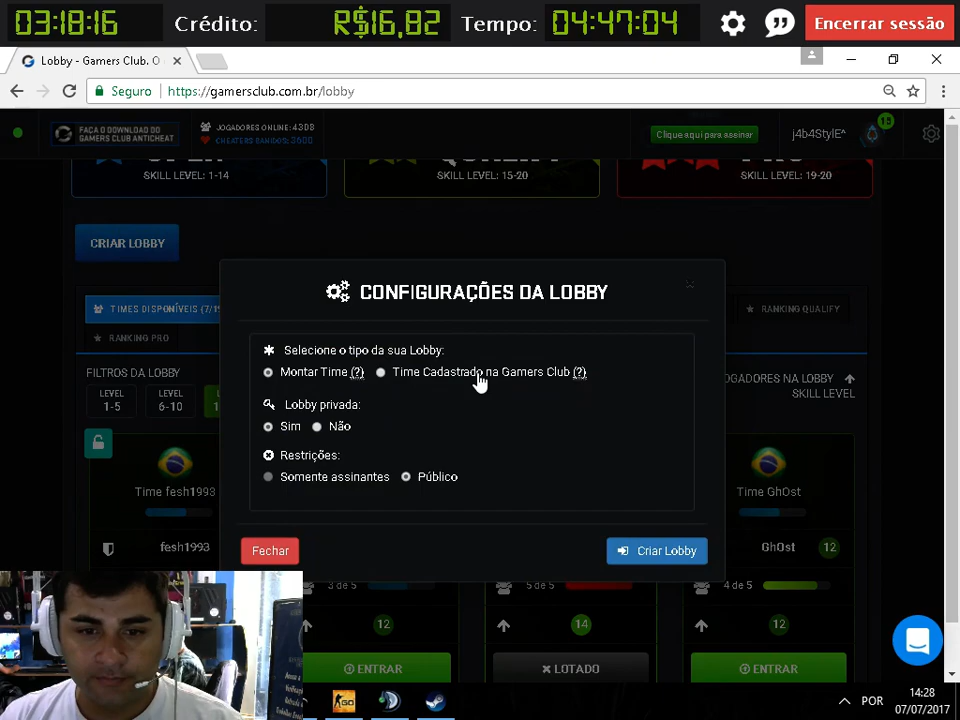 03:18:16 Crédito: R$16,82 Tempo: 04:47:04 Encerrar sessão
Lobby - Gamers Club. O
Seguro https://gamersclub.com.br/lobby
FAÇA O DOWNLOAD DO
GAMERS CLUB ANTICHEAT
JOGADORES ONLINE:
Clique aqui para assinar
j4b4StylE^
SKILL LEVEL: 1-14
SKILL LEVEL: 15-20
SKILL LEVEL: 19-20
CRIAR LOBBY
CONFIGURAÇÕES DA LOBBY
TIMES DISPONÍVEIS
RANKING QUALIFY
RANKING PRO
Selecione o tipo da sua Lobby:
Montar Time (?) Time Cadastrado na Gamers Club (?)
FILTROS DA LOBBY
OGADORES NA LOBBY
SKILL LEVEL
LEVEL
1-5
LEVEL
6-10
Lobby privada:
Sim Não
Restrições:
Somente assinantes Público
Time fesh1993
Time GhOst
fesh1993
GhOst 12
Fechar Criar Lobby
3 de 5
5 de 5
4 de 5
12
14
12
ENTRAR
LOTADO
ENTRAR
POR
14:28
07/07/2017